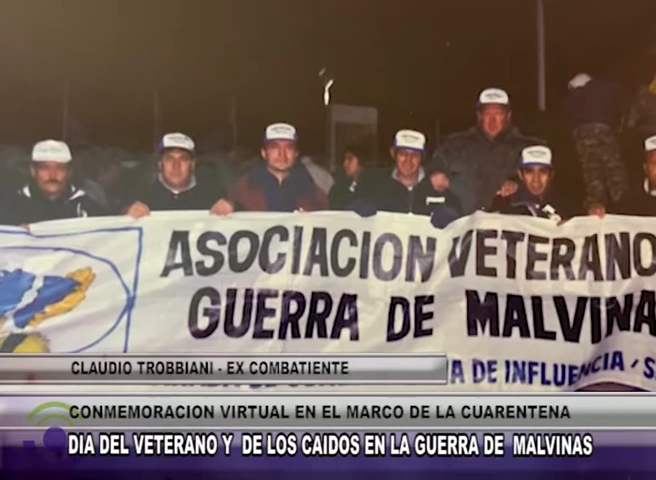 ASOCIACION VETERANO
GUERRA DE MALVINA
A DE INFLUENCIA
CLAUDIO TROBBIANI - EX COMBATIENTE
CONMEMORACION VIRTUAL EN EL MARCO DE LA CUARENTENA
DIA DEL VETERANO Y DE LOS CAIDOS EN LA GUERRA DE MALVINAS